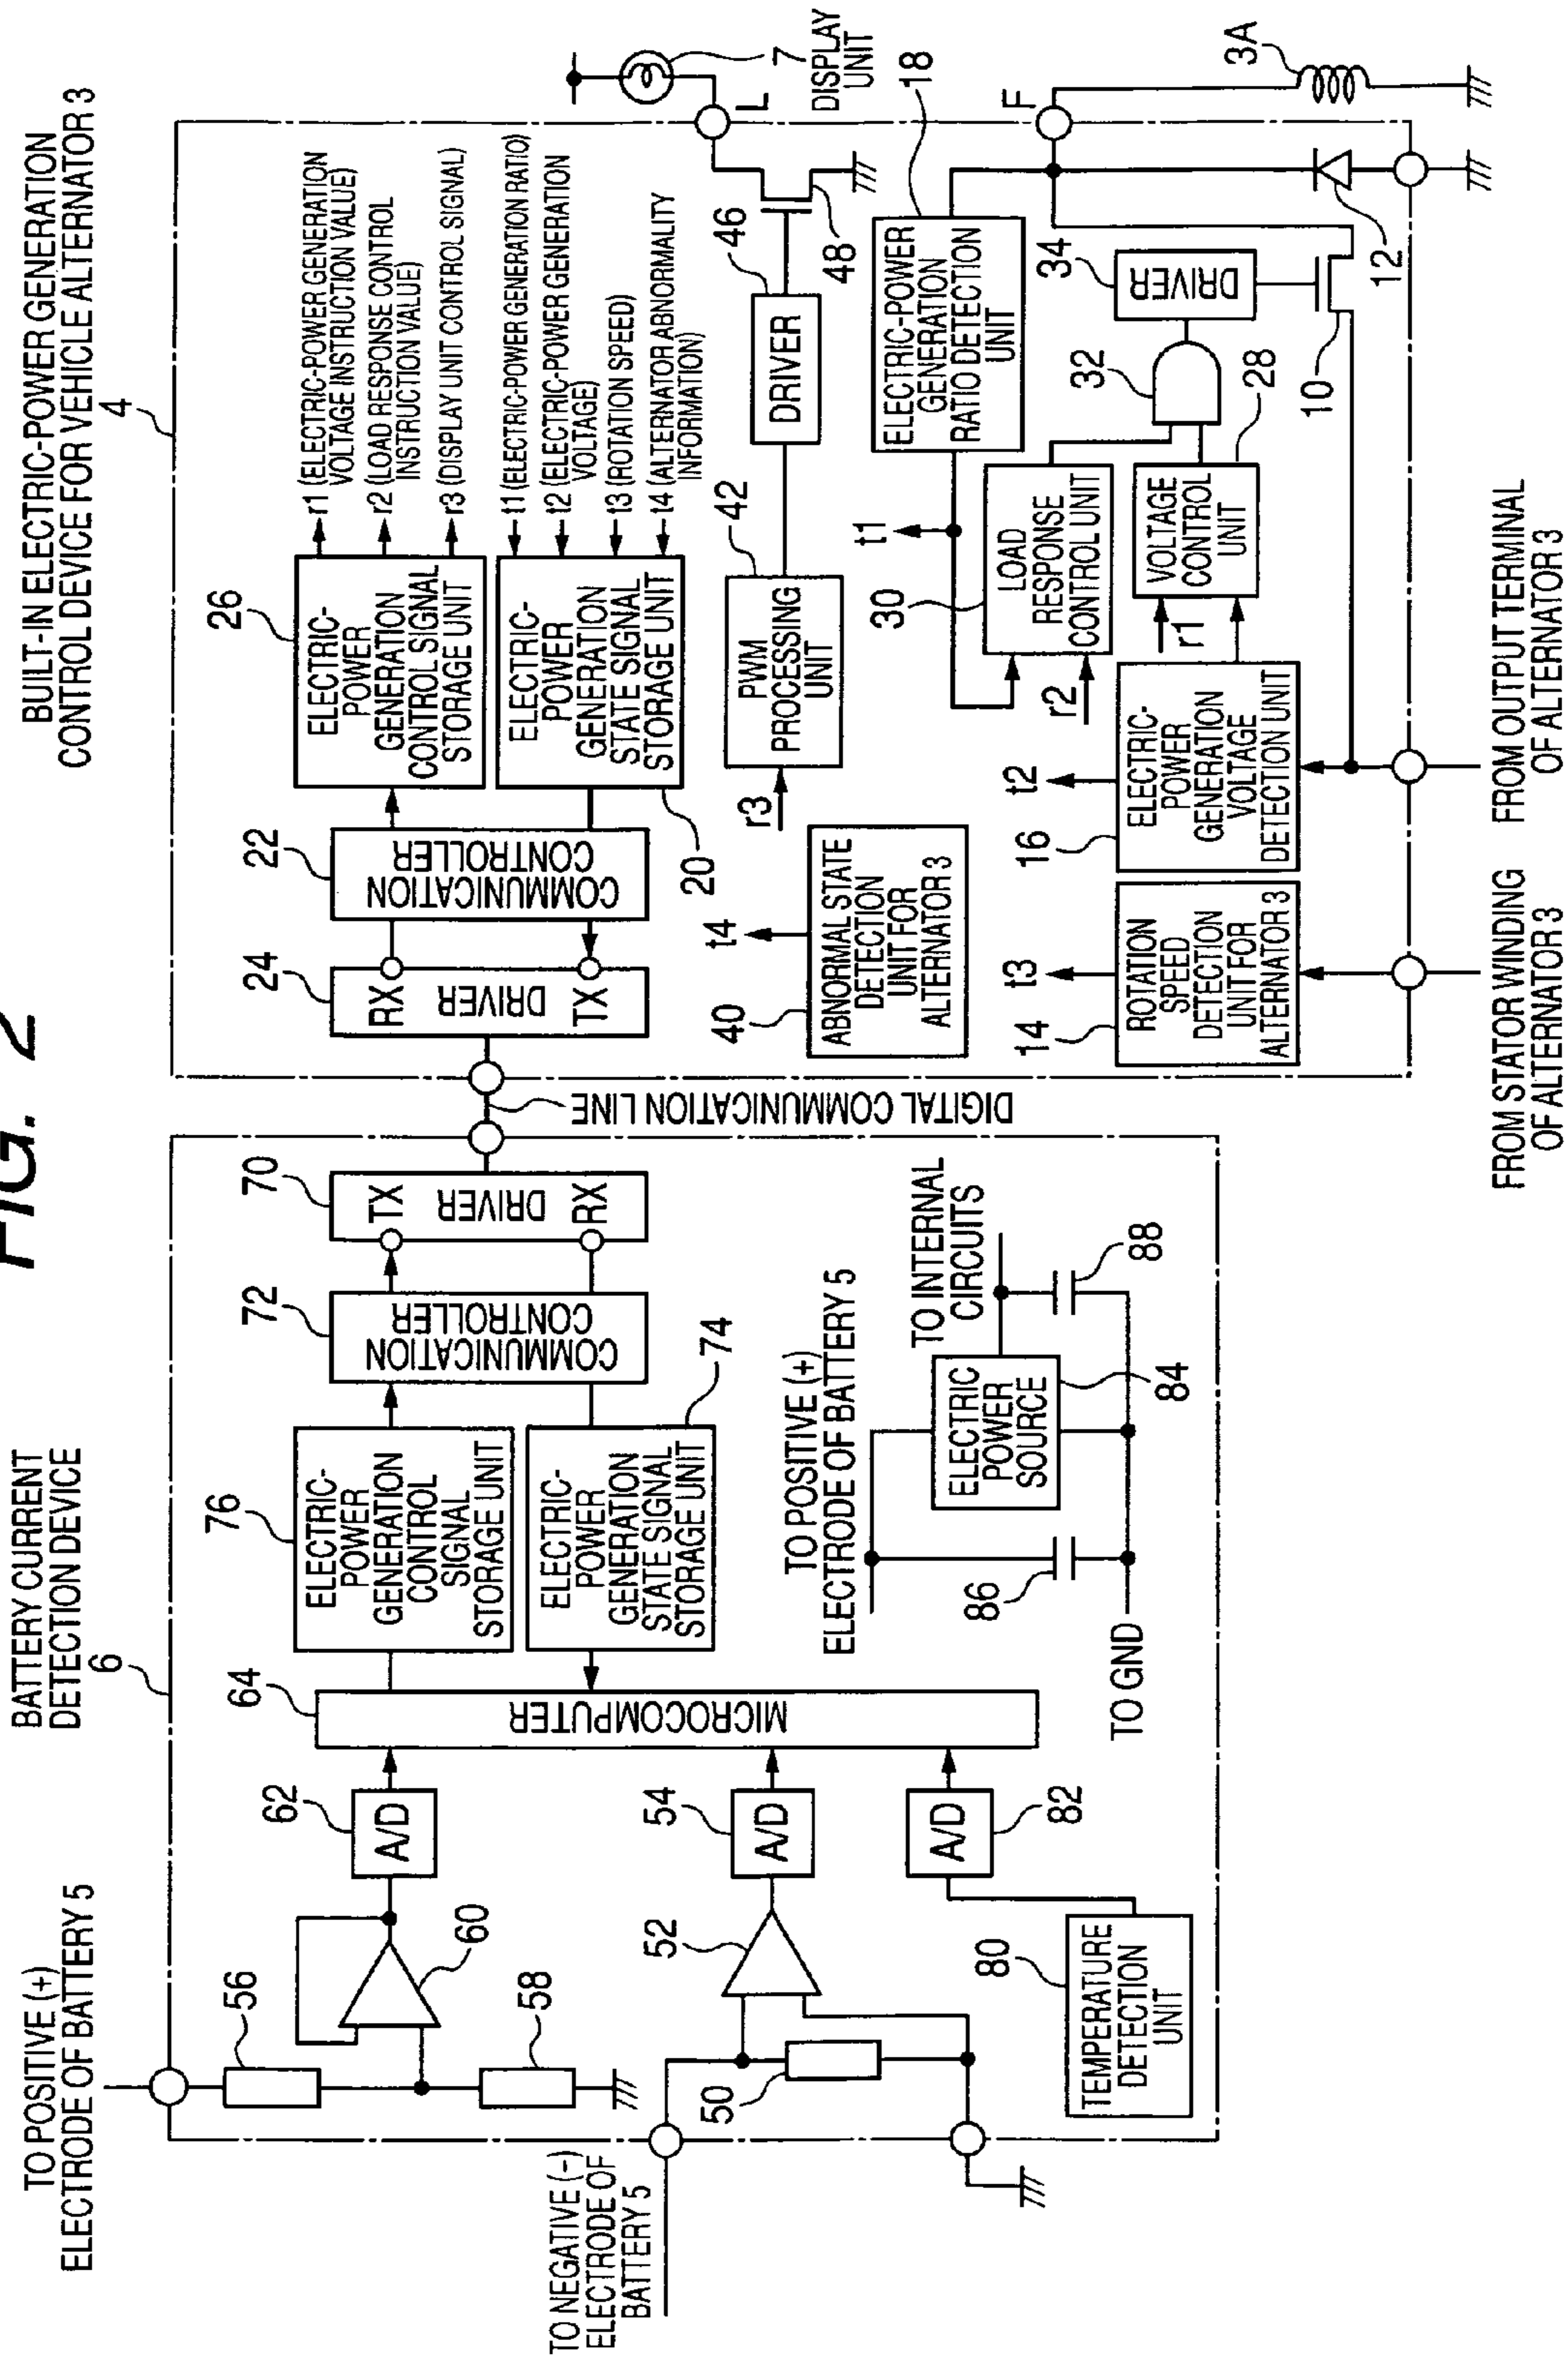 FIG. 2
BATTERY CURRENT
DETECTION DEVICE
6
BUILT-IN ELECTRIC-POWER GENERATION
CONTROL DEVICE FOR VEHICLE ALTERNATOR 3
4
TO POSITIVE (+)
ELECTRODE OF BATTERY 5
56
60
58
62
A/D
64
MICROCOMPUTER
76
ELECTRIC-
POWER
GENERATION
CONTROL
SIGNAL
STORAGE UNIT
ELECTRIC-
POWER
GENERATION
STATE SIGNAL
STORAGE UNIT
74
72
COMMUNICATION
CONTROLLER
70
TX
DRIVER
RX
DIGITAL COMMUNICATION LINE
TO NEGATIVE (-)
ELECTRODE OF
BATTERY 5
50
52
54
A/D
A/D
82
80
TEMPERATURE
DETECTION
UNIT
TO POSITIVE (+)
ELECTRODE OF BATTERY 5
86
TO GND
ELECTRIC
POWER
SOURCE
84
TO INTERNAL
CIRCUITS
88
24
RX
DRIVER
TX
22
COMMUNICATION
CONTROLLER
26
ELECTRIC-
POWER
GENERATION
CONTROL SIGNAL
STORAGE UNIT
ELECTRIC-
POWER
GENERATION
STATE SIGNAL
STORAGE UNIT
20
r1 (ELECTRIC-POWER GENERATION
VOLTAGE INSTRUCTION VALUE)
r2 (LOAD RESPONSE CONTROL
INSTRUCTION VALUE)
r3 (DISPLAY UNIT CONTROL SIGNAL)
t1 (ELECTRIC-POWER GENERATION RATIO)
t2 (ELECTRIC-POWER GENERATION
VOLTAGE)
t3 (ROTATION SPEED)
t4 (ALTERNATOR ABNORMALITY
INFORMATION)
L
7
DISPLAY
UNIT
r3
42
PWM
PROCESSING
UNIT
46
DRIVER
48
t4
40
ABNORMAL STATE
DETECTION
UNIT FOR
ALTERNATOR 3
18
ELECTRIC-POWER
GENERATION
RATIO DETECTION
UNIT
F
3A
t1
30
LOAD
RESPONSE
CONTROL UNIT
r2
32
34
DRIVER
VOLTAGE
CONTROL
UNIT
28
r1
10
12
t3
14
ROTATION
SPEED
DETECTION
UNIT FOR
ALTERNATOR 3
t2
16
ELECTRIC-
POWER
GENERATION
VOLTAGE
DETECTION UNIT
FROM STATOR WINDING
OF ALTERNATOR 3
FROM OUTPUT TERMINAL
OF ALTERNATOR 3